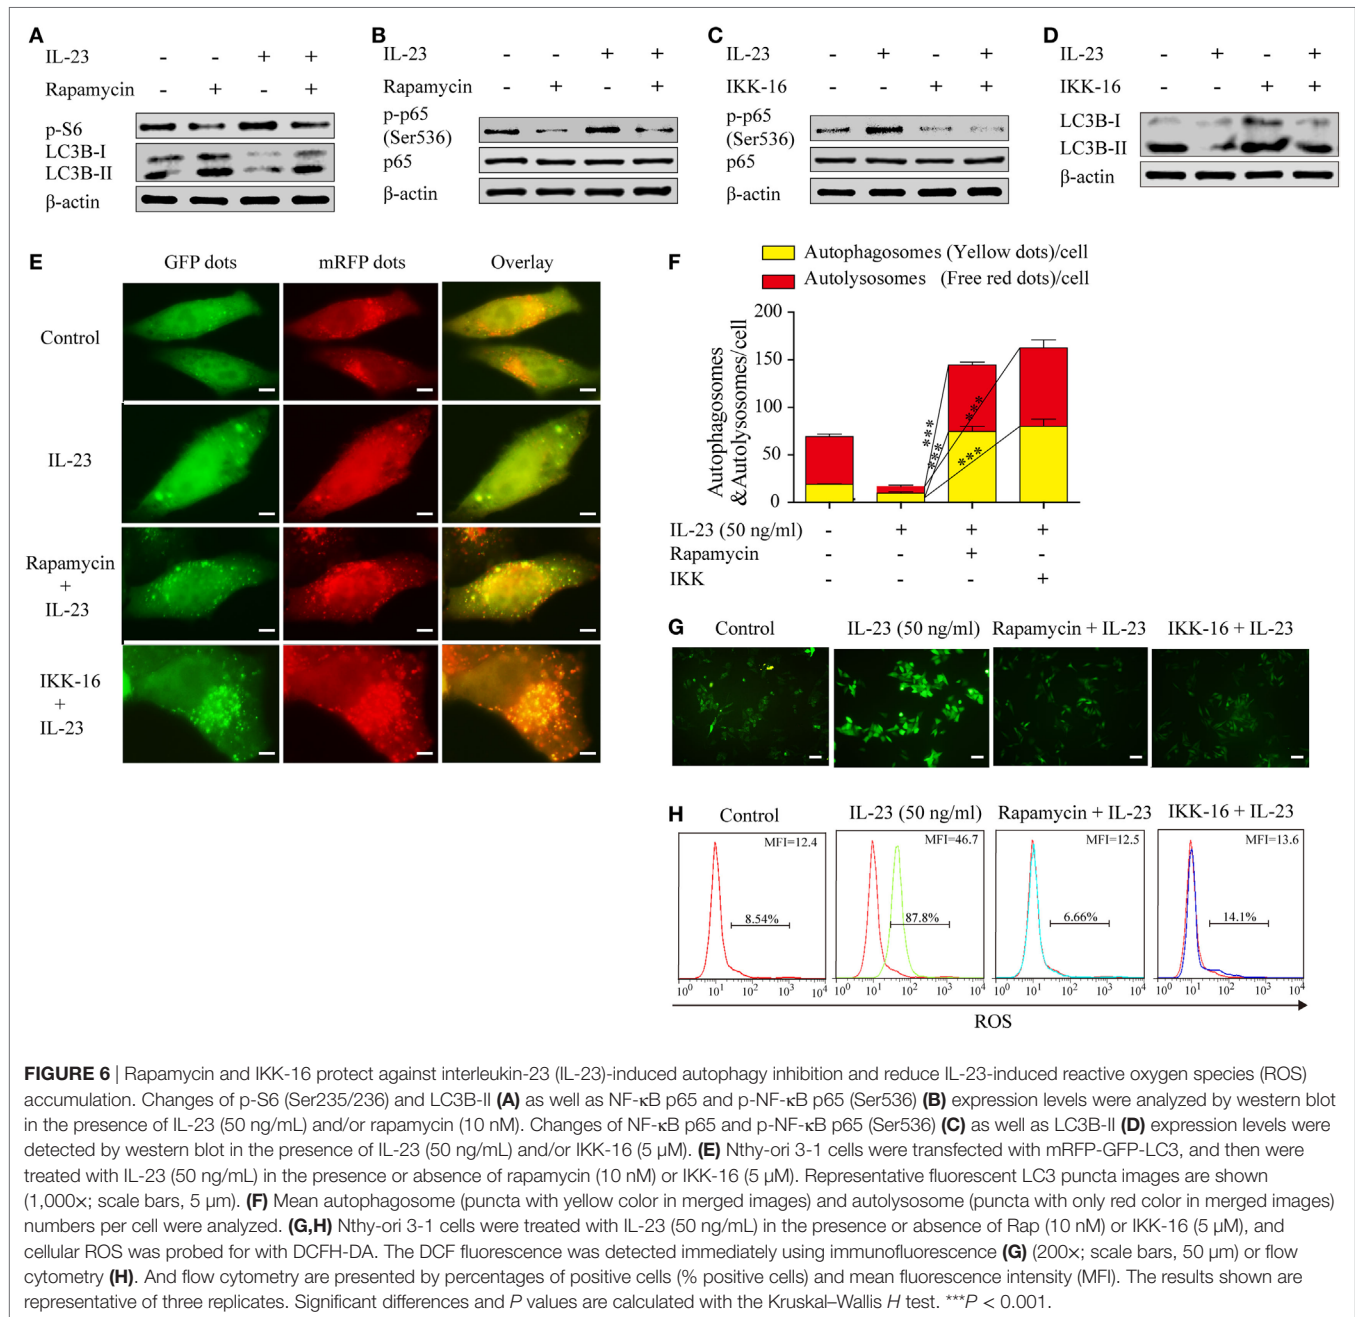 A
IL-23 - - + +
Rapamycin - + - +
p-S6
LC3B-I
LC3B-II
β-actin
B
IL-23 - - + +
Rapamycin - + - +
p-p65
(Ser536)
p65
β-actin
C
IL-23 - + - +
IKK-16 - - + +
p-p65
(Ser536)
p65
β-actin
D
IL-23 - + - +
IKK-16 - - + +
LC3B-I
LC3B-II
β-actin
E
GFP dots mRFP dots Overlay
Control
IL-23
Rapamycin
+
IL-23
IKK-16
+
IL-23
F
Autophagosomes (Yellow dots)/cell
Autolysosomes (Free red dots)/cell
Autophagosomes
&Autolysosomes/cell
200
150
100
50
0
***
***
***
***
IL-23 (50 ng/ml) - + + +
Rapamycin - - + -
IKK - - - +
G
Control IL-23 (50 ng/ml) Rapamycin + IL-23 IKK-16 + IL-23
H
Control IL-23 (50 ng/ml) Rapamycin + IL-23 IKK-16 + IL-23
MFI=12.4 MFI=46.7 MFI=12.5 MFI=13.6
8.54% 87.8% 6.66% 14.1%
10⁰ 10¹ 10² 10³ 10⁴ 10⁰ 10¹ 10² 10³ 10⁴ 10⁰ 10¹ 10² 10³ 10⁴ 10⁰ 10¹ 10² 10³ 10⁴
ROS
FIGURE 6 | Rapamycin and IKK-16 protect against interleukin-23 (IL-23)-induced autophagy inhibition and reduce IL-23-induced reactive oxygen species (ROS)
accumulation. Changes of p-S6 (Ser235/236) and LC3B-II (A) as well as NF-κB p65 and p-NF-κB p65 (Ser536) (B) expression levels were analyzed by western blot
in the presence of IL-23 (50 ng/mL) and/or rapamycin (10 nM). Changes of NF-κB p65 and p-NF-κB p65 (Ser536) (C) as well as LC3B-II (D) expression levels were
detected by western blot in the presence of IL-23 (50 ng/mL) and/or IKK-16 (5 µM). (E) Nthy-ori 3-1 cells were transfected with mRFP-GFP-LC3, and then were
treated with IL-23 (50 ng/mL) in the presence or absence of rapamycin (10 nM) or IKK-16 (5 µM). Representative fluorescent LC3 puncta images are shown
(1,000×; scale bars, 5 µm). (F) Mean autophagosome (puncta with yellow color in merged images) and autolysosome (puncta with only red color in merged images)
numbers per cell were analyzed. (G,H) Nthy-ori 3-1 cells were treated with IL-23 (50 ng/mL) in the presence or absence of Rap (10 nM) or IKK-16 (5 µM), and
cellular ROS was probed for with DCFH-DA. The DCF fluorescence was detected immediately using immunofluorescence (G) (200×; scale bars, 50 µm) or flow
cytometry (H). And flow cytometry are presented by percentages of positive cells (% positive cells) and mean fluorescence intensity (MFI). The results shown are
representative of three replicates. Significant differences and P values are calculated with the Kruskal–Wallis H test. ***P < 0.001.